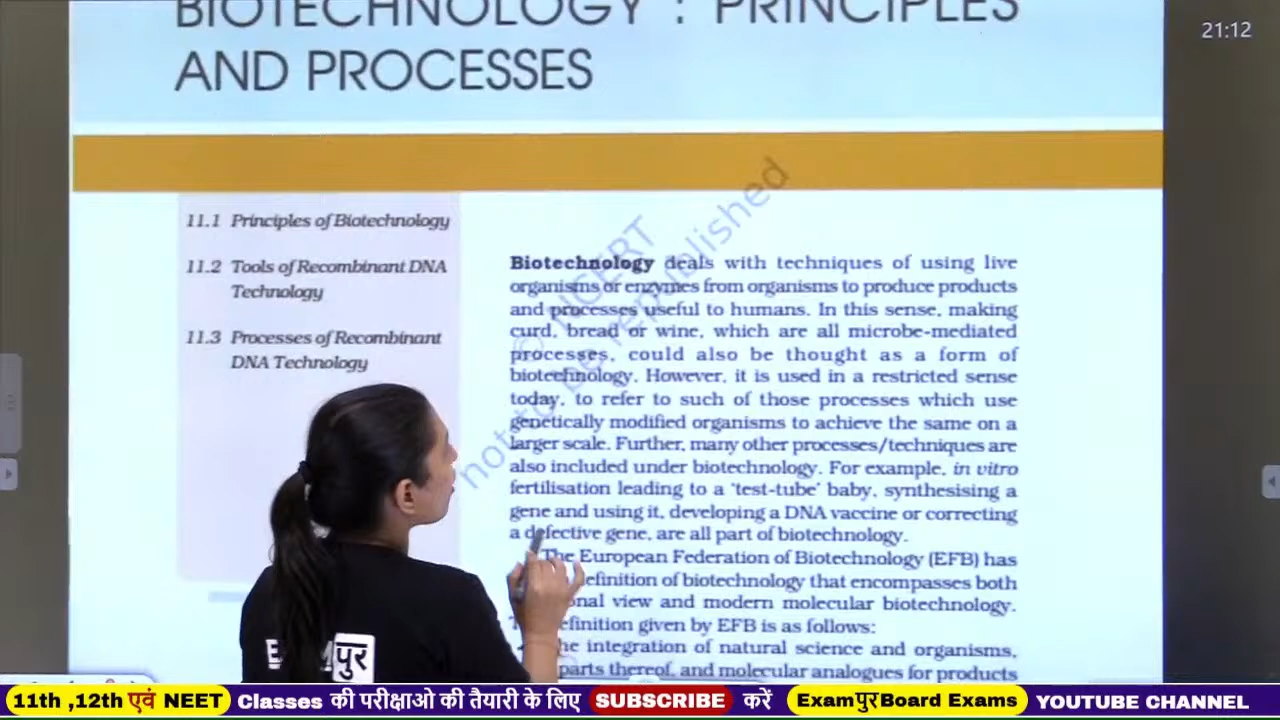 BIOTECHNOLOGY : PRINCIPLES
AND PROCESSES
21:12
11.1 Principles of Biotechnology
11.2 Tools of Recombinant DNA
Technology
11.3 Processes of Recombinant
DNA Technology
© NCERT
not to be republished
Biotechnology deals with techniques of using live
organisms or enzymes from organisms to produce products
and processes useful to humans. In this sense, making
curd, bread or wine, which are all microbe-mediated
processes, could also be thought as a form of
biotechnology. However, it is used in a restricted sense
today, to refer to such of those processes which use
genetically modified organisms to achieve the same on a
larger scale. Further, many other processes/techniques are
also included under biotechnology. For example, in vitro
fertilisation leading to a 'test-tube' baby, synthesising a
gene and using it, developing a DNA vaccine or correcting
a defective gene, are all part of biotechnology.
The European Federation of Biotechnology (EFB) has
efinition of biotechnology that encompasses both
onal view and modern molecular biotechnology.
efinition given by EFB is as follows:
he integration of natural science and organisms,
parts thereof, and molecular analogues for products
पुर
11th ,12th एवं NEET Classes की परीक्षाओ की तैयारी के लिए SUBSCRIBE करें Examपुर Board Exams YOUTUBE CHANNEL